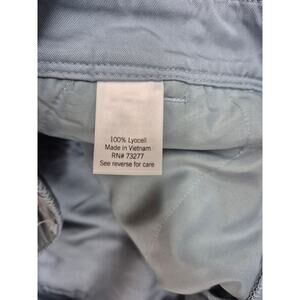 100% Lyocell
Made in Vietnam
RN# 73277
See reverse for care